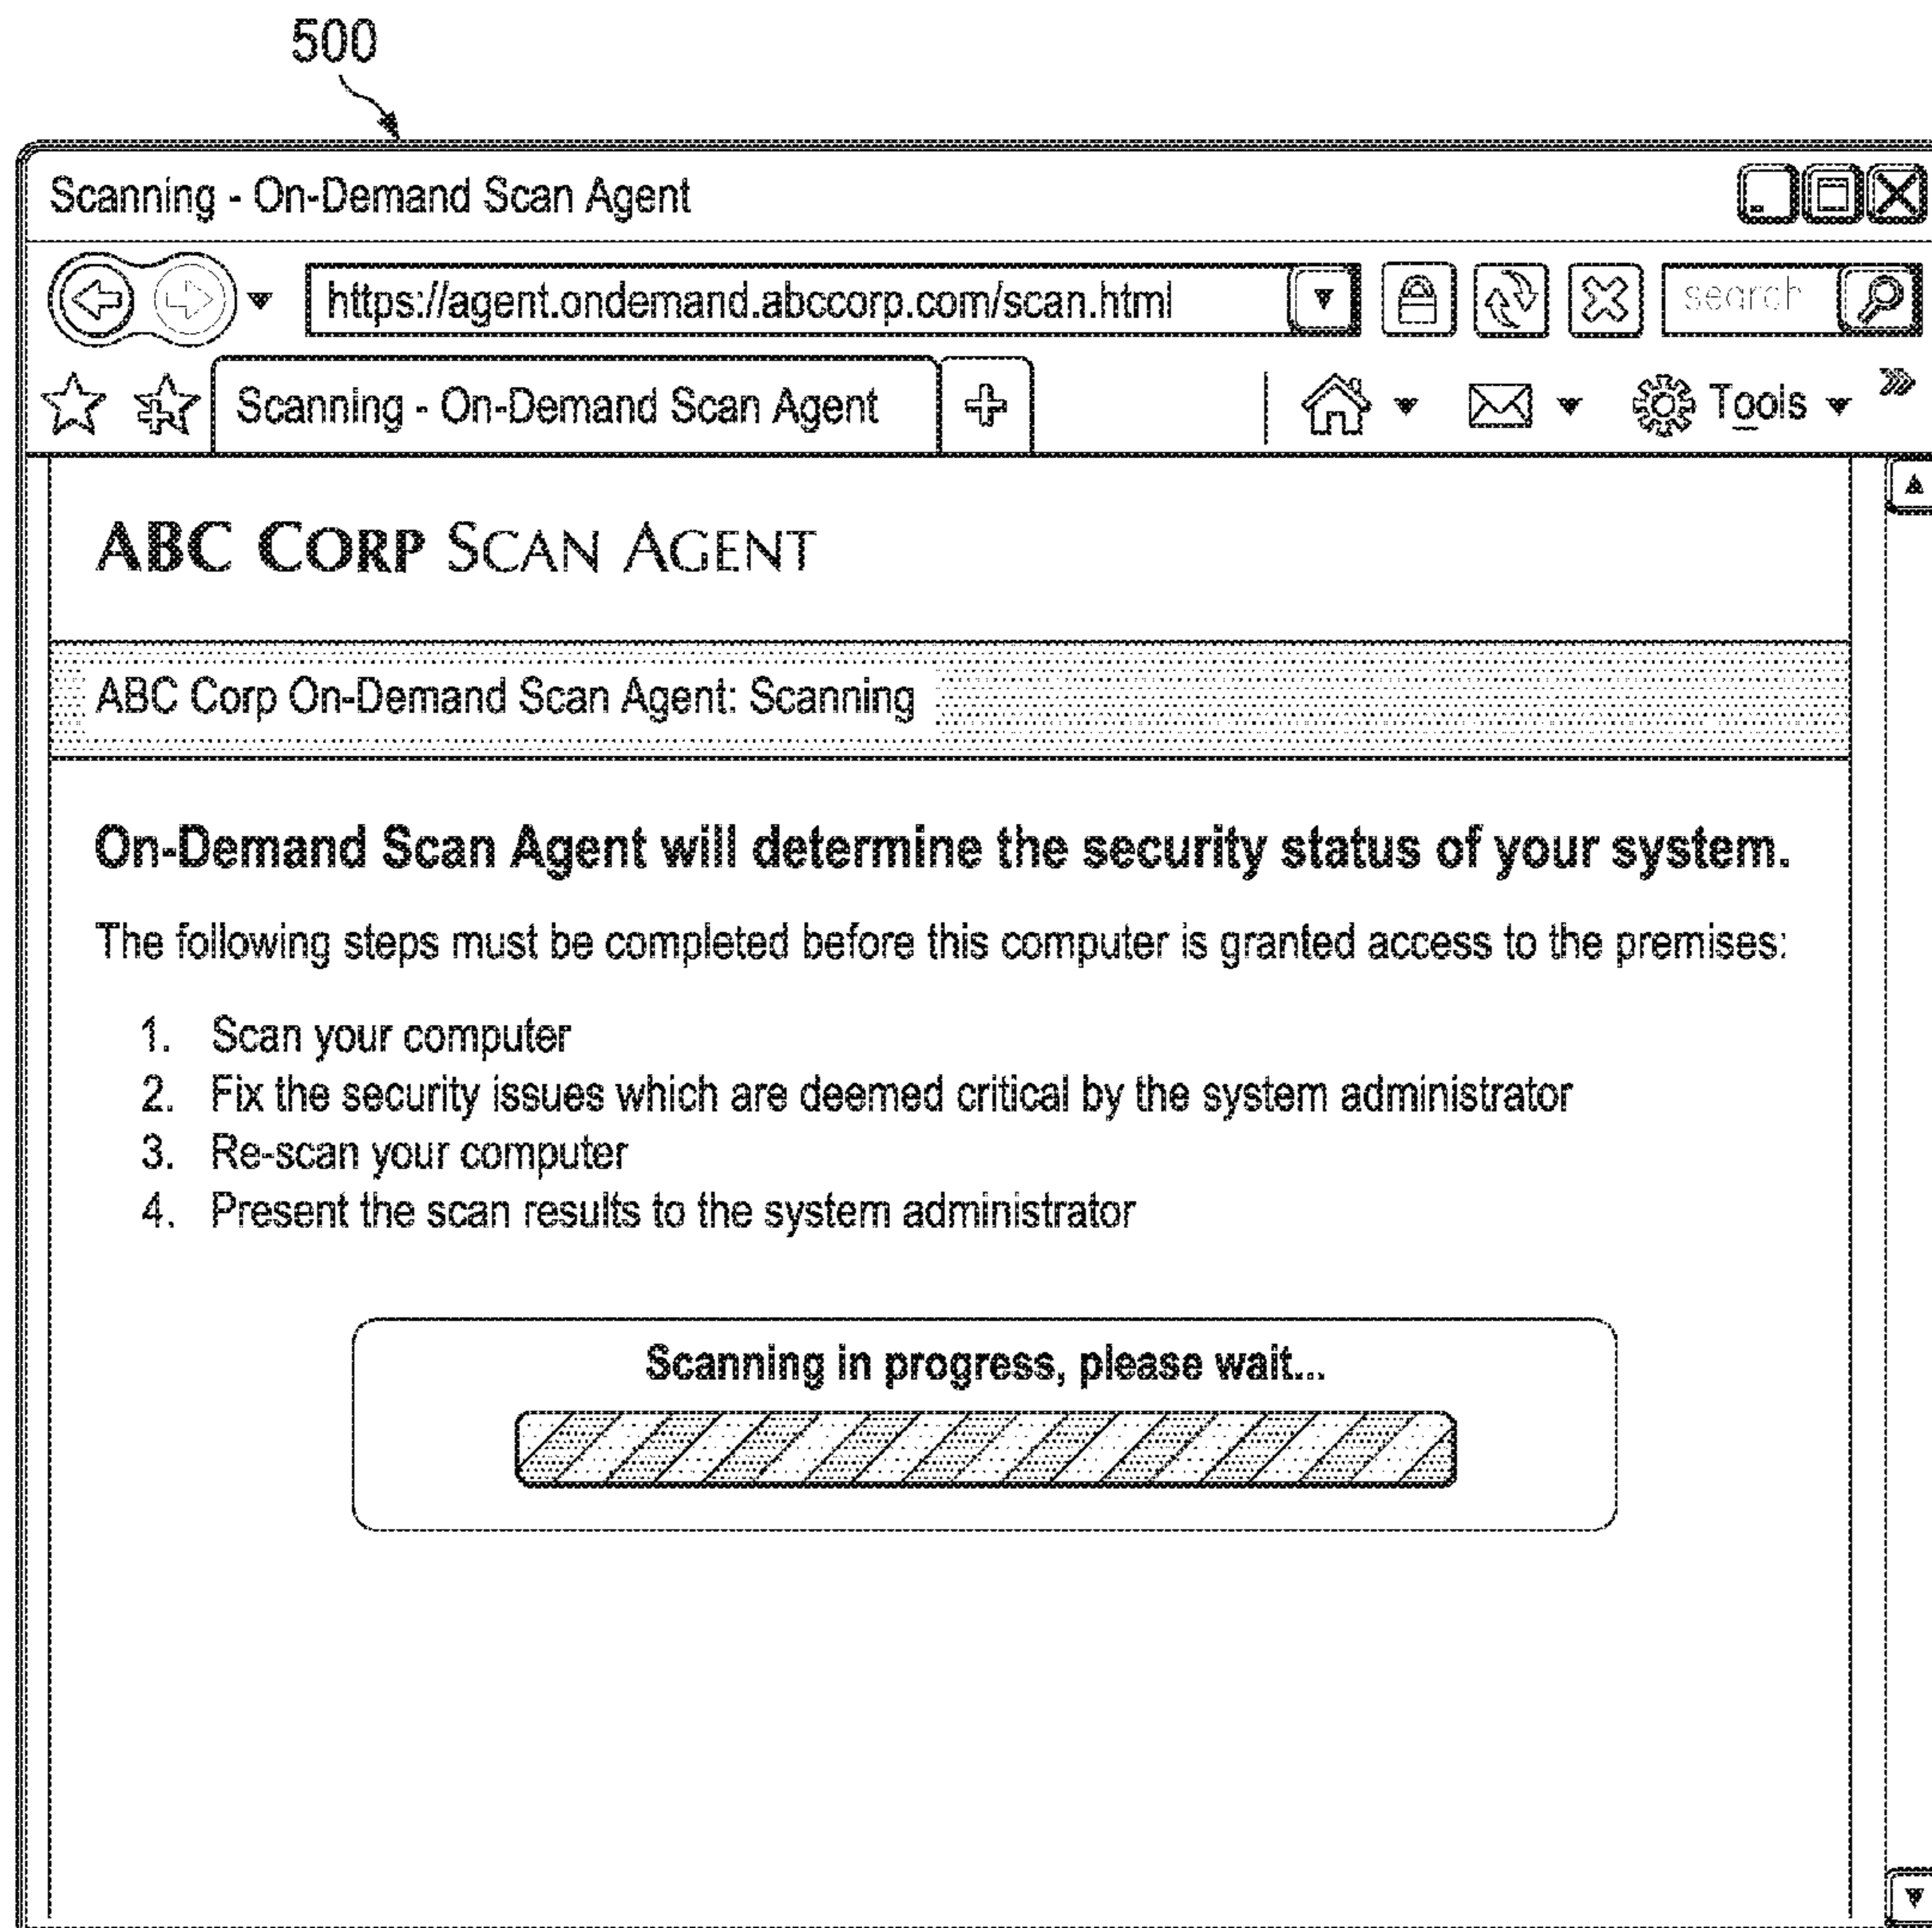 500
Scanning - On-Demand Scan Agent
https://agent.ondemand.abccorp.com/scan.html
search
Scanning - On-Demand Scan Agent
Tools
ABC CORP SCAN AGENT
ABC Corp On-Demand Scan Agent: Scanning
On-Demand Scan Agent will determine the security status of your system.
The following steps must be completed before this computer is granted access to the premises:
1. Scan your computer
2. Fix the security issues which are deemed critical by the system administrator
3. Re-scan your computer
4. Present the scan results to the system administrator
Scanning in progress, please wait...